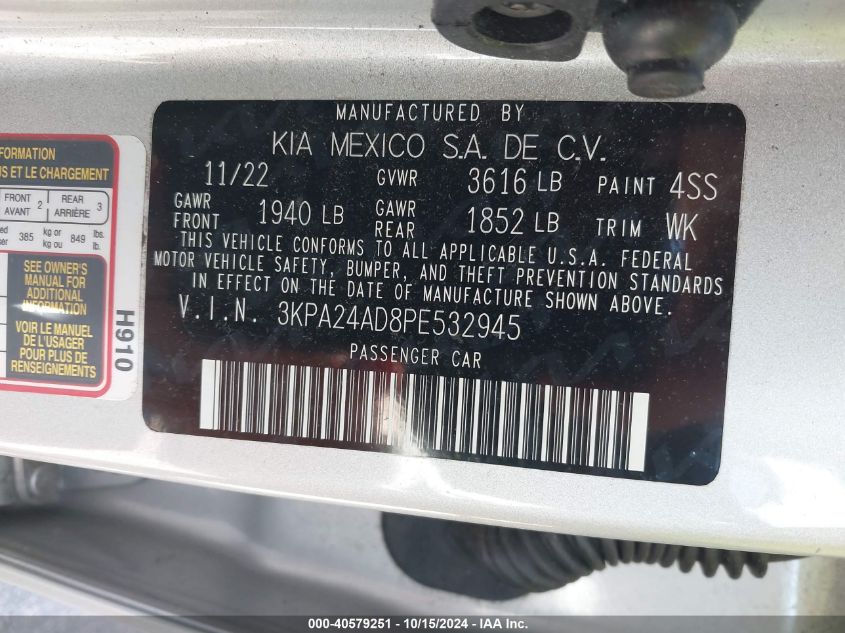 MANUFACTURED BY
KIA MEXICO S.A. DE C.V.
11/22 GVWR 3616 LB PAINT 4SS
GAWR FRONT 1940 LB GAWR REAR 1852 LB TRIM WK
THIS VEHICLE CONFORMS TO ALL APPLICABLE U.S.A. FEDERAL
MOTOR VEHICLE SAFETY, BUMPER, AND THEFT PREVENTION STANDARDS
IN EFFECT ON THE DATE OF MANUFACTURE SHOWN ABOVE.
V.I.N. 3KPA24AD8PE532945
PASSENGER CAR
FORMATION
US ET LE CHARGEMENT
FRONT AVANT 2 REAR ARRIÈRE 3
385 kg or kg ou 849 lbs. lb.
SEE OWNER'S
MANUAL FOR
ADDITIONAL
INFORMATION
VOIR LE MANUEL
DE L'USAGER
POUR PLUS DE
RENSEIGNEMENTS
H910
000-40579251 - 10/15/2024 - IAA Inc.